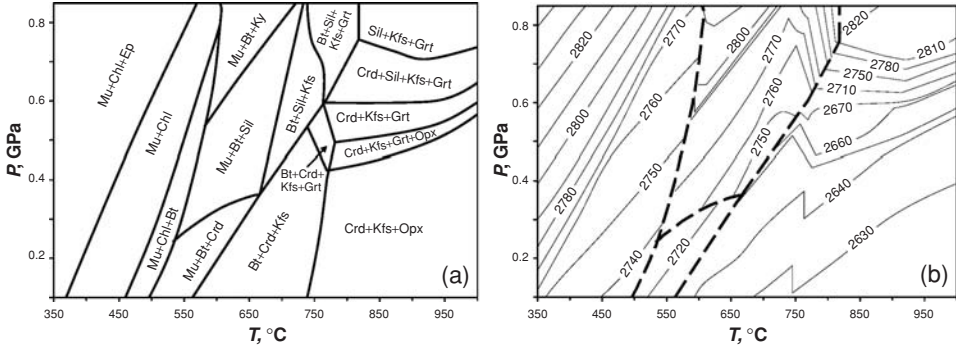 P, GPa
0.8
0.6
0.4
0.2
350
450
550
650
750
850
950
T, °C
(a)
Mu+Chl+Ep
Mu+Chl
Mu+Chl+Bt
Mu+Bt+Ky
Mu+Bt+Sil
Mu+Bt+Crd
Bt+Sil+Kfs
Bt+Crd+Kfs
Bt+Sil+
Kfs+Grt
Sil+Kfs+Grt
Crd+Sil+Kfs+Grt
Crd+Kfs+Grt
Crd+Kfs+Grt+Opx
Bt+Crd+
Kfs+Grt
Crd+Kfs+Opx
P, GPa
0.8
0.6
0.4
0.2
350
450
550
650
750
850
950
T, °C
(b)
2820
2800
2780
2770
2760
2750
2740
2720
2800
2770
2760
2750
2820
2810
2780
2750
2710
2670
2660
2640
2630